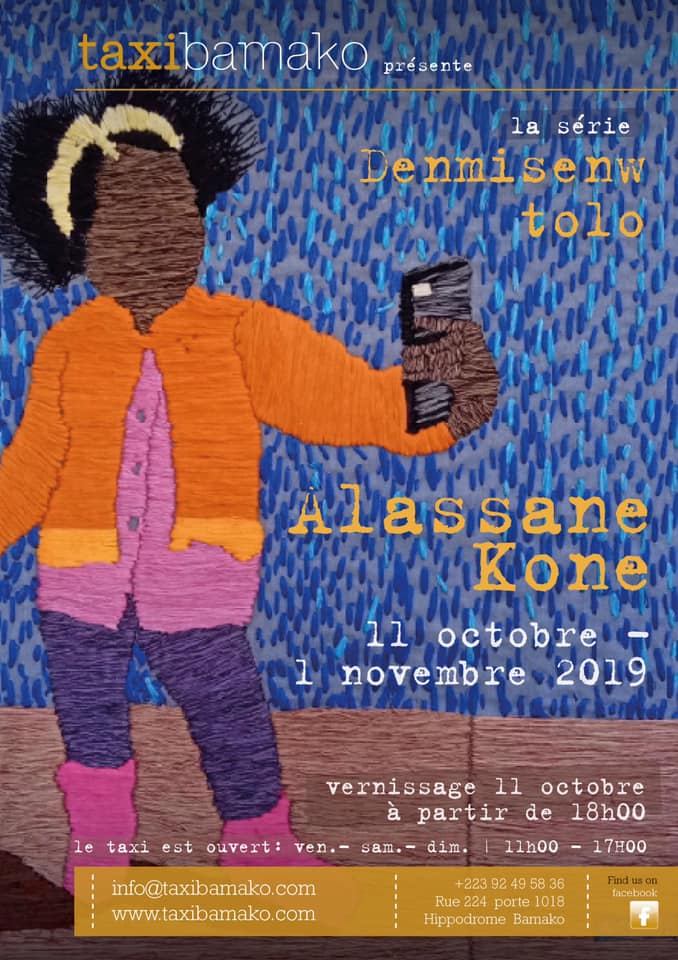 taxibamako présente
la série
Denmisenw
tolo
Alassane
Kone
11 octobre –
1 novembre 2019
vernissage 11 octobre
à partir de 18h00
le taxi est ouvert: ven.- sam.- dim. | 11h00 - 17H00
info@taxibamako.com
www.taxibamako.com
+223 92 49 58 36
Rue 224 porte 1018
Hippodrome Bamako
Find us on
facebook
f